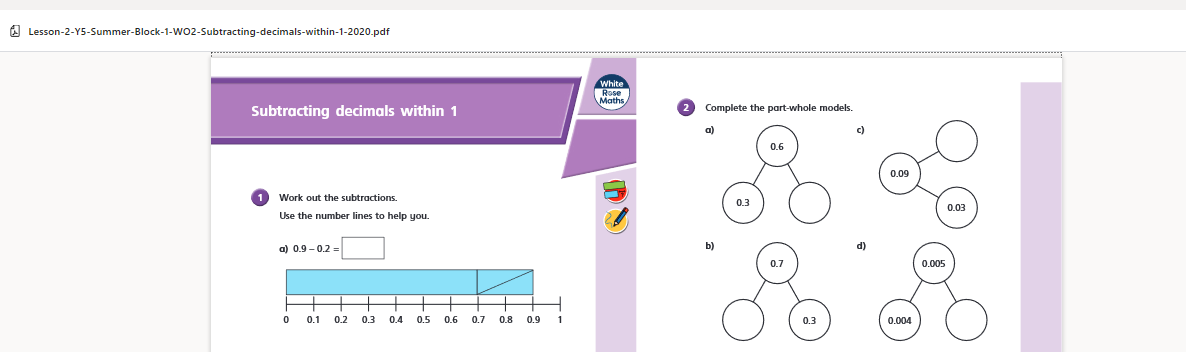 Lesson-2-Y5-Summer-Block-1-WO2-Subtracting-decimals-within-1-2020.pdf
Subtracting decimals within 1
White
Rose
Maths
1 Work out the subtractions.
Use the number lines to help you.
a) 0.9 – 0.2 =
0 0.1 0.2 0.3 0.4 0.5 0.6 0.7 0.8 0.9 1
2 Complete the part-whole models.
a)
0.6
0.3
c)
0.09
0.03
b)
0.7
0.3
d)
0.005
0.004